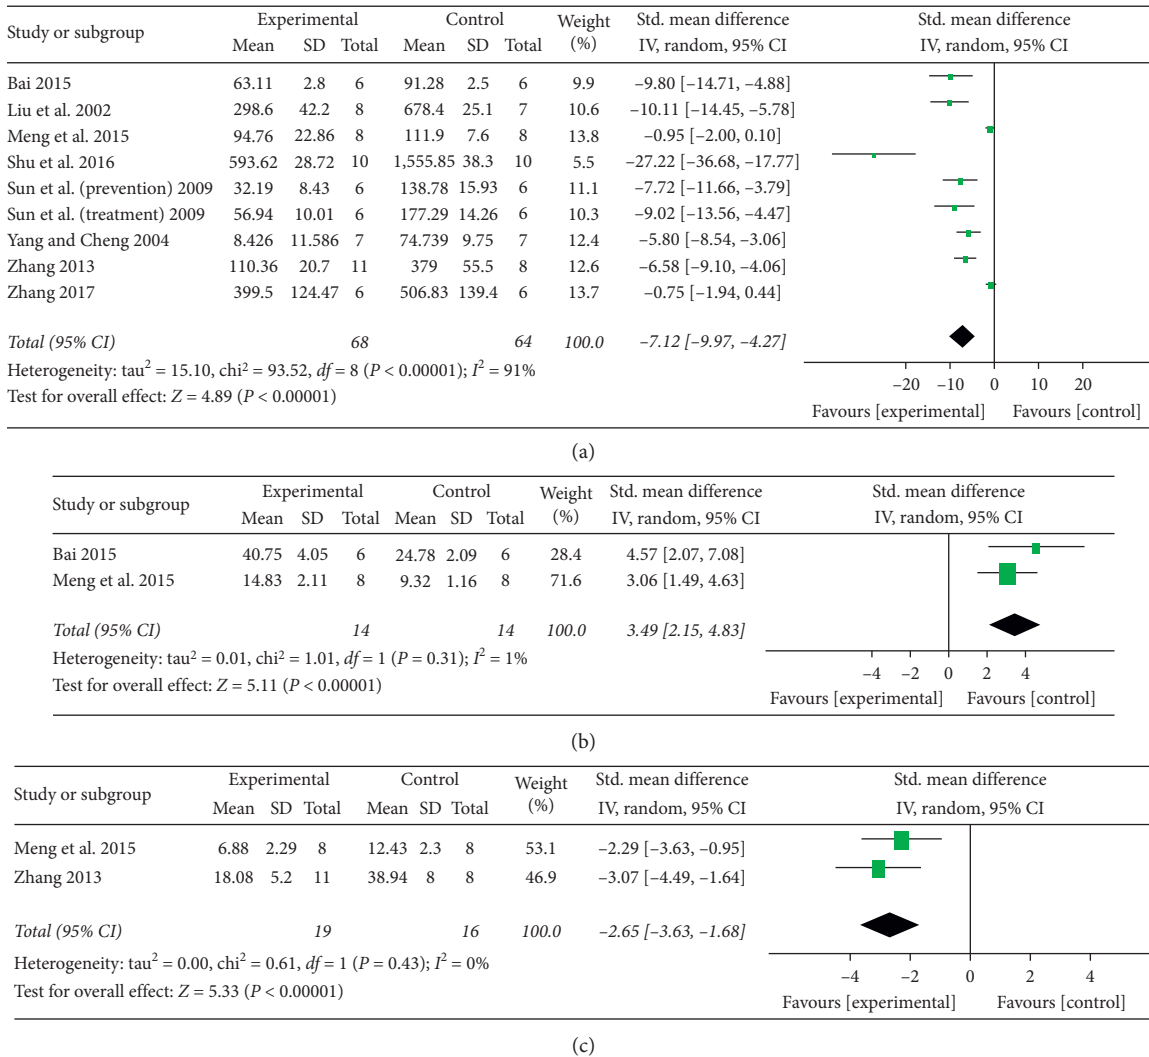 Study or subgroup Experimental Control Weight (%) Std. mean difference Std. mean difference
Mean SD Total Mean SD Total IV, random, 95% CI IV, random, 95% CI
Bai 2015 63.11 2.8 6 91.28 2.5 6 9.9 –9.80 [–14.71, –4.88]
Liu et al. 2002 298.6 42.2 8 678.4 25.1 7 10.6 –10.11 [–14.45, –5.78]
Meng et al. 2015 94.76 22.86 8 111.9 7.6 8 13.8 –0.95 [–2.00, 0.10]
Shu et al. 2016 593.62 28.72 10 1,555.85 38.3 10 5.5 –27.22 [–36.68, –17.77]
Sun et al. (prevention) 2009 32.19 8.43 6 138.78 15.93 6 11.1 –7.72 [–11.66, –3.79]
Sun et al. (treatment) 2009 56.94 10.01 6 177.29 14.26 6 10.3 –9.02 [–13.56, –4.47]
Yang and Cheng 2004 8.426 11.586 7 74.739 9.75 7 12.4 –5.80 [–8.54, –3.06]
Zhang 2013 110.36 20.7 11 379 55.5 8 12.6 –6.58 [–9.10, –4.06]
Zhang 2017 399.5 124.47 6 506.83 139.4 6 13.7 –0.75 [–1.94, 0.44]
Total (95% CI) 68 64 100.0 –7.12 [–9.97, –4.27]
Heterogeneity: tau² = 15.10, chi² = 93.52, df = 8 (P < 0.00001); I² = 91%
Test for overall effect: Z = 4.89 (P < 0.00001)
–20 –10 0 10 20
Favours [experimental] Favours [control]
(a)
Study or subgroup Experimental Control Weight (%) Std. mean difference Std. mean difference
Mean SD Total Mean SD Total IV, random, 95% CI IV, random, 95% CI
Bai 2015 40.75 4.05 6 24.78 2.09 6 28.4 4.57 [2.07, 7.08]
Meng et al. 2015 14.83 2.11 8 9.32 1.16 8 71.6 3.06 [1.49, 4.63]
Total (95% CI) 14 14 100.0 3.49 [2.15, 4.83]
Heterogeneity: tau² = 0.01, chi² = 1.01, df = 1 (P = 0.31); I² = 1%
Test for overall effect: Z = 5.11 (P < 0.00001)
–4 –2 0 2 4
Favours [experimental] Favours [control]
(b)
Study or subgroup Experimental Control Weight (%) Std. mean difference Std. mean difference
Mean SD Total Mean SD Total IV, random, 95% CI IV, random, 95% CI
Meng et al. 2015 6.88 2.29 8 12.43 2.3 8 53.1 –2.29 [–3.63, –0.95]
Zhang 2013 18.08 5.2 11 38.94 8 8 46.9 –3.07 [–4.49, –1.64]
Total (95% CI) 19 16 100.0 –2.65 [–3.63, –1.68]
Heterogeneity: tau² = 0.00, chi² = 0.61, df = 1 (P = 0.43); I² = 0%
Test for overall effect: Z = 5.33 (P < 0.00001)
–4 –2 0 2 4
Favours [experimental] Favours [control]
(c)